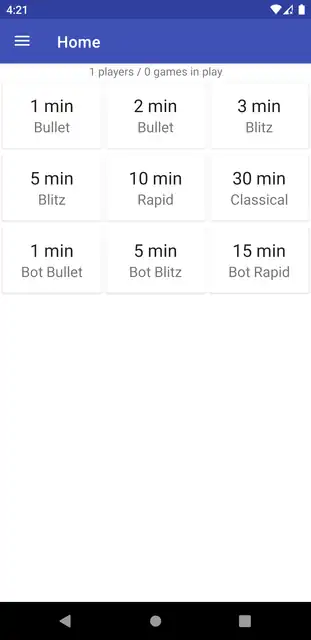 4:21
Home
1 players / 0 games in play
1 min
Bullet
2 min
Bullet
3 min
Blitz
5 min
Blitz
10 min
Rapid
30 min
Classical
1 min
Bot Bullet
5 min
Bot Blitz
15 min
Bot Rapid